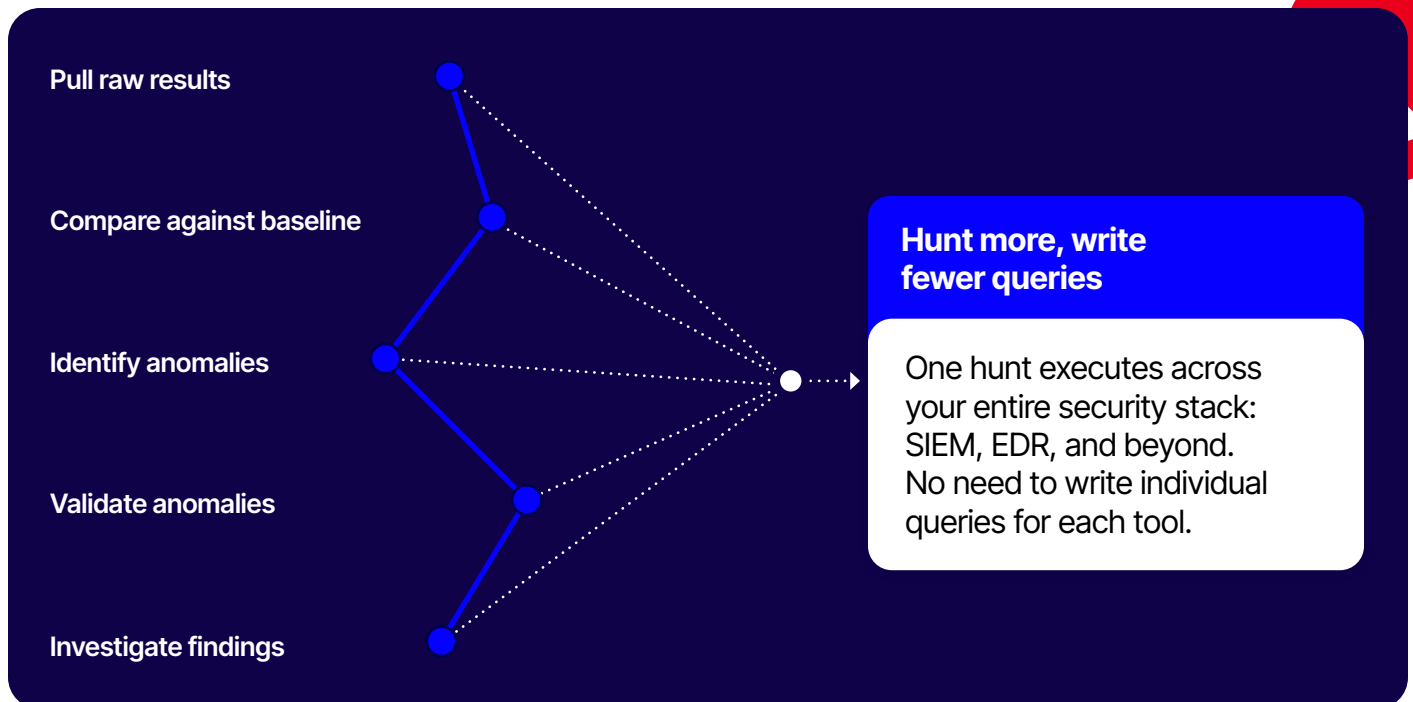 Pull raw results
Compare against baseline
Identify anomalies
Validate anomalies
Investigate findings
Hunt more, write
fewer queries
One hunt executes across
your entire security stack:
SIEM, EDR, and beyond.
No need to write individual
queries for each tool.